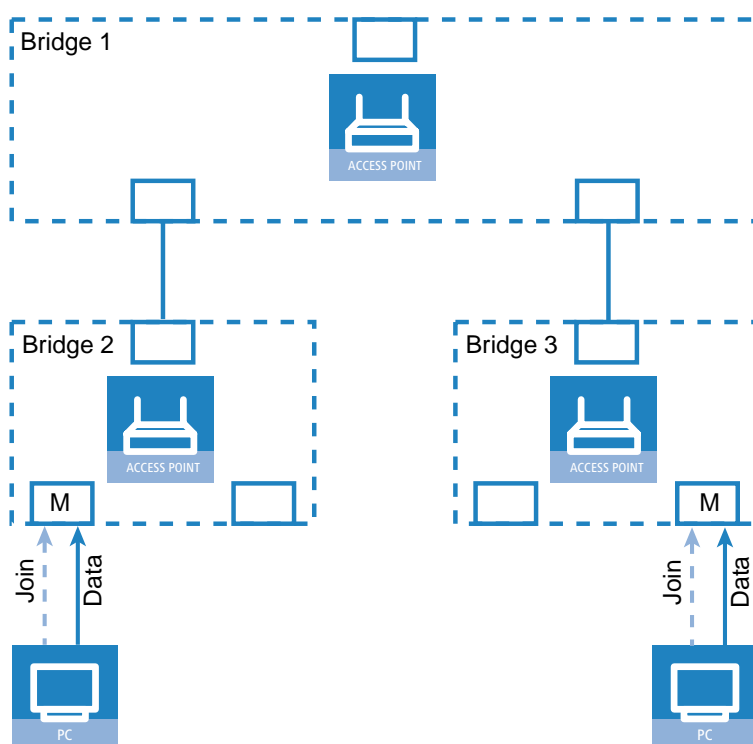 Bridge 1
ACCESS POINT
Bridge 2
Bridge 3
ACCESS POINT
ACCESS POINT
M
M
Join
Data
Join
Data
PC
PC